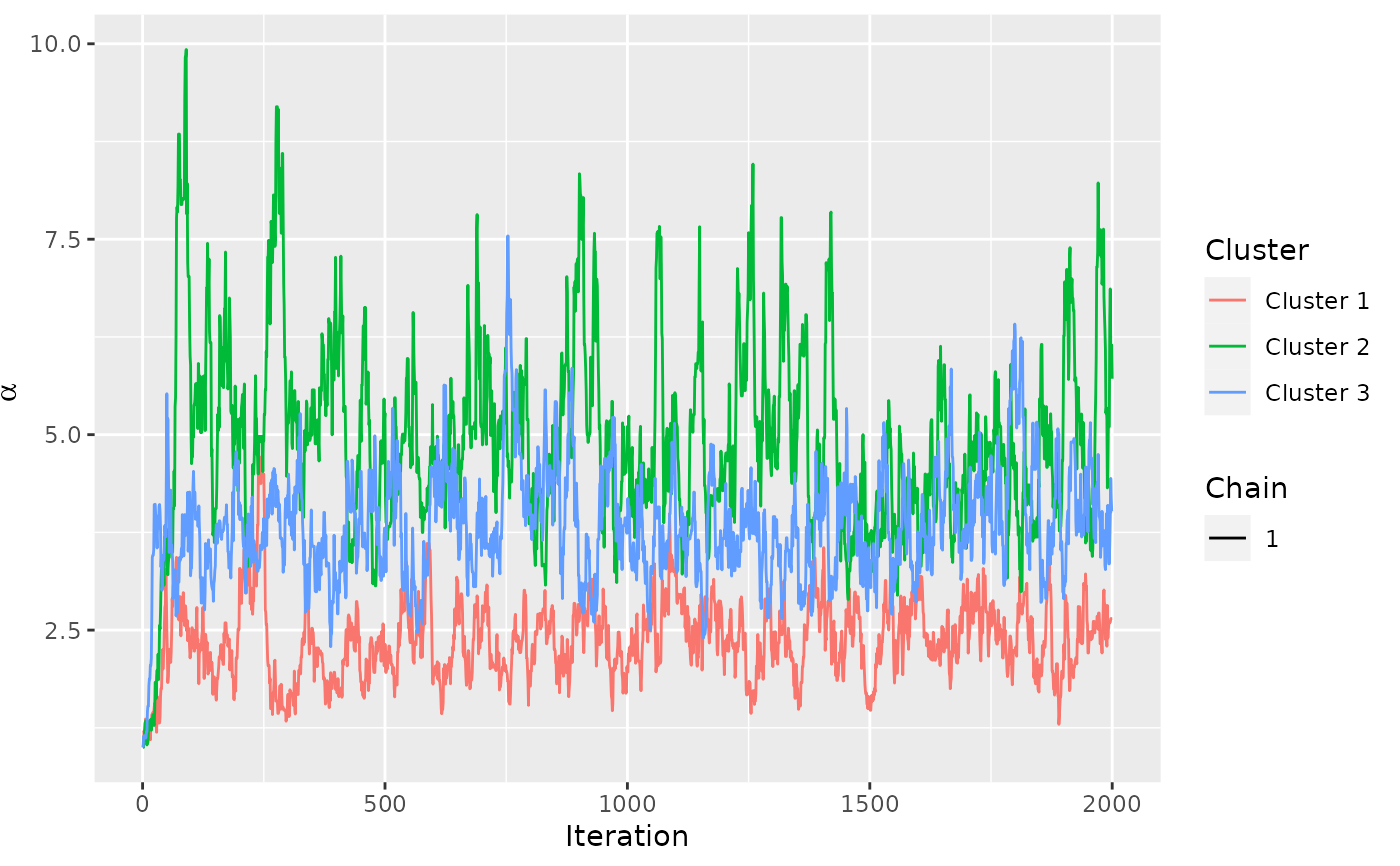 10.0
7.5
5.0
2.5
α
0 500 1000 1500 2000
Iteration
Cluster
Cluster 1
Cluster 2
Cluster 3
Chain
1